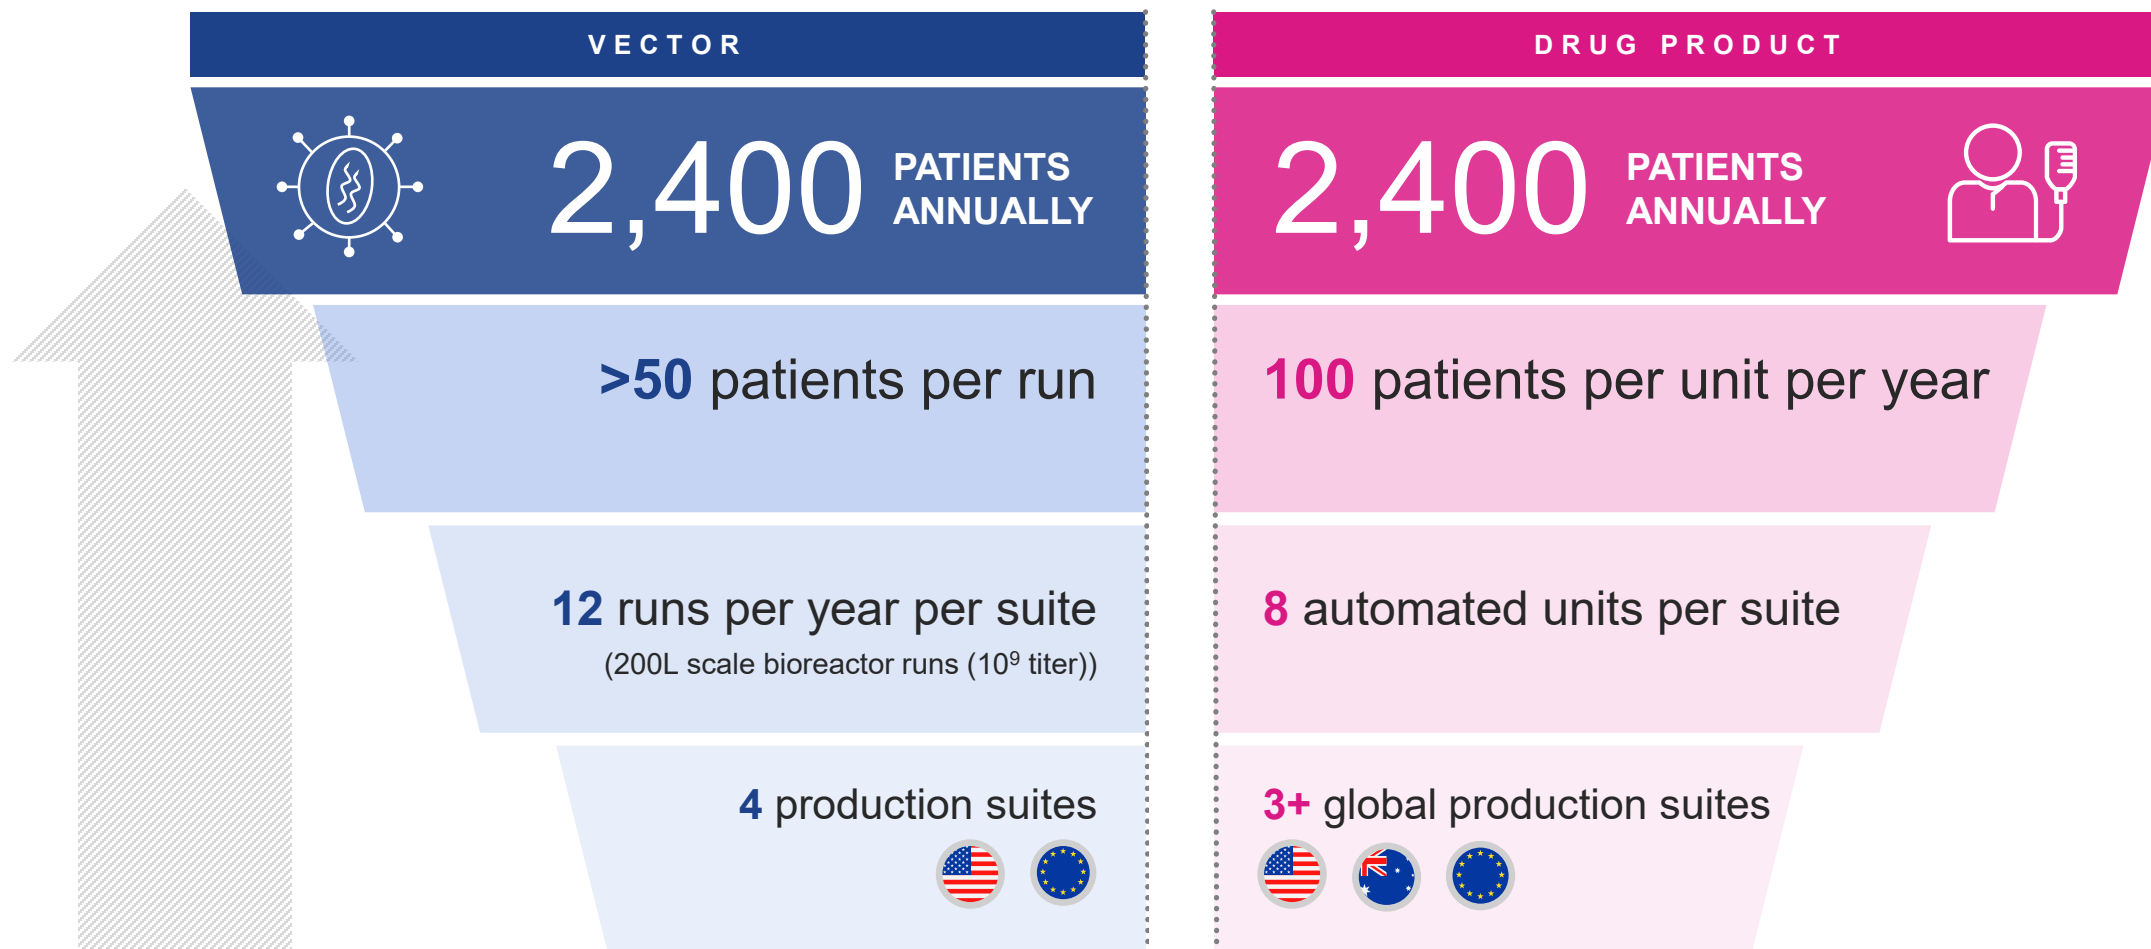 VECTOR
2,400 PATIENTS
ANNUALLY
>50 patients per run
12 runs per year per suite
(200L scale bioreactor runs (10⁹ titer))
4 production suites
DRUG PRODUCT
2,400 PATIENTS
ANNUALLY
100 patients per unit per year
8 automated units per suite
3+ global production suites